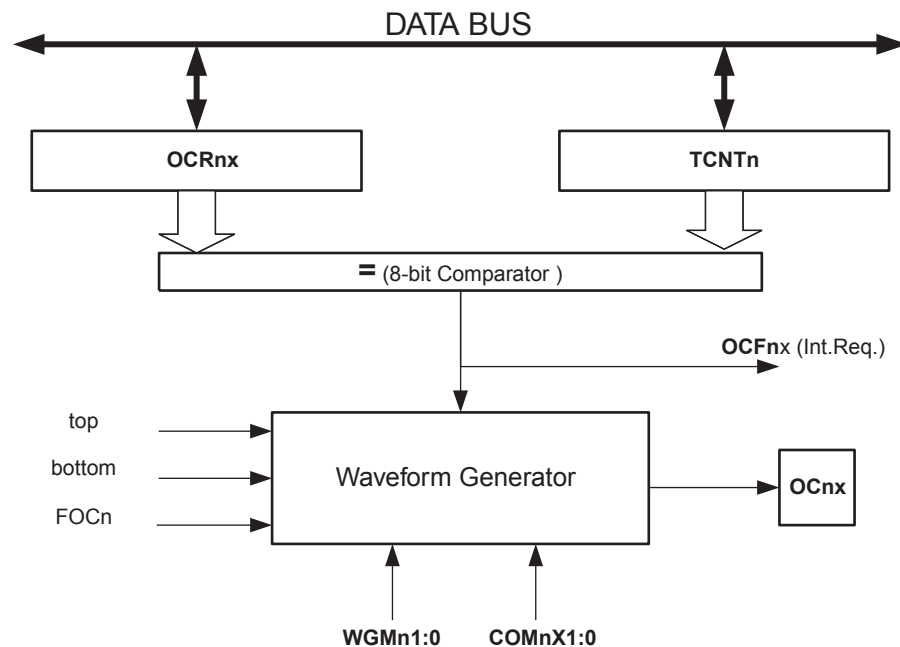 DATA BUS
OCRnx
TCNTn
= (8-bit Comparator )
OCFnx (Int.Req.)
top
bottom
FOCn
Waveform Generator
OCnx
WGMn1:0
COMnX1:0